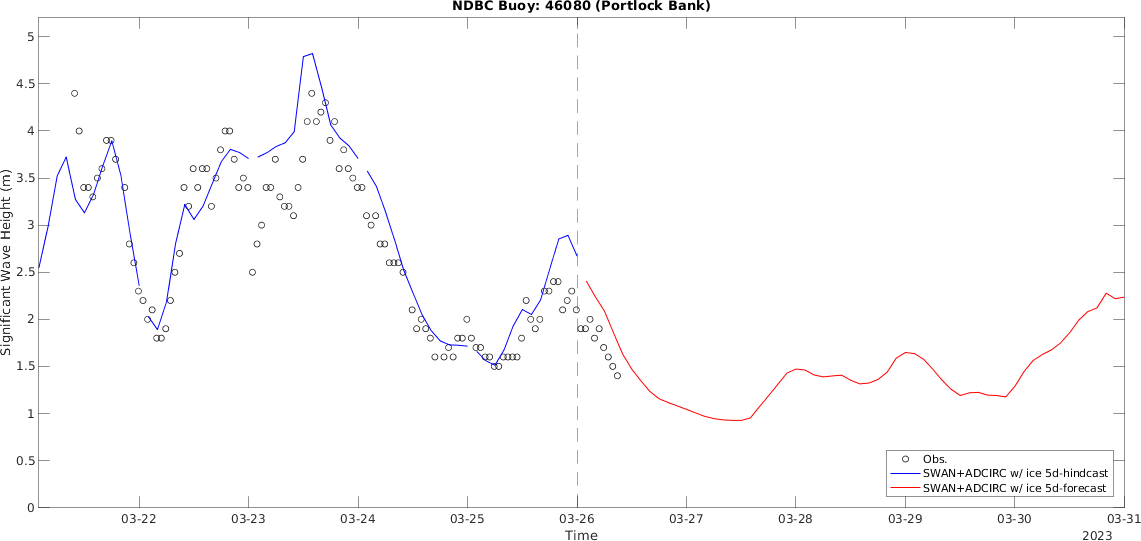 NDBC Buoy: 46080 (Portlock Bank)
5
4.5
4
3.5
3
2.5
2
1.5
1
0.5
0
Significant Wave Height (m)
Obs.
SWAN+ADCIRC w/ ice 5d-hindcast
SWAN+ADCIRC w/ ice 5d-forecast
03-22 03-23 03-24 03-25 03-26 03-27 03-28 03-29 03-30 03-31
Time
2023